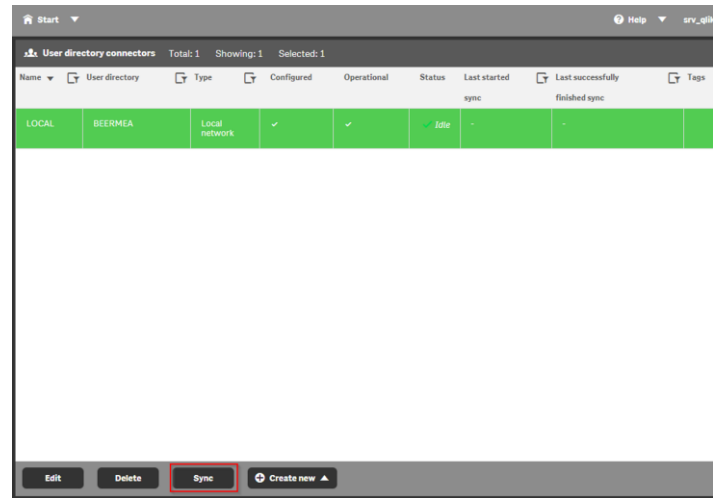 Start
Help srv_qlik
User directory connectors Total: 1 Showing: 1 Selected: 1
Name User directory Type Configured Operational Status Last started sync Last successfully finished sync Tags
LOCAL BEERMEA Local network Idle - -
Edit Delete Sync Create new